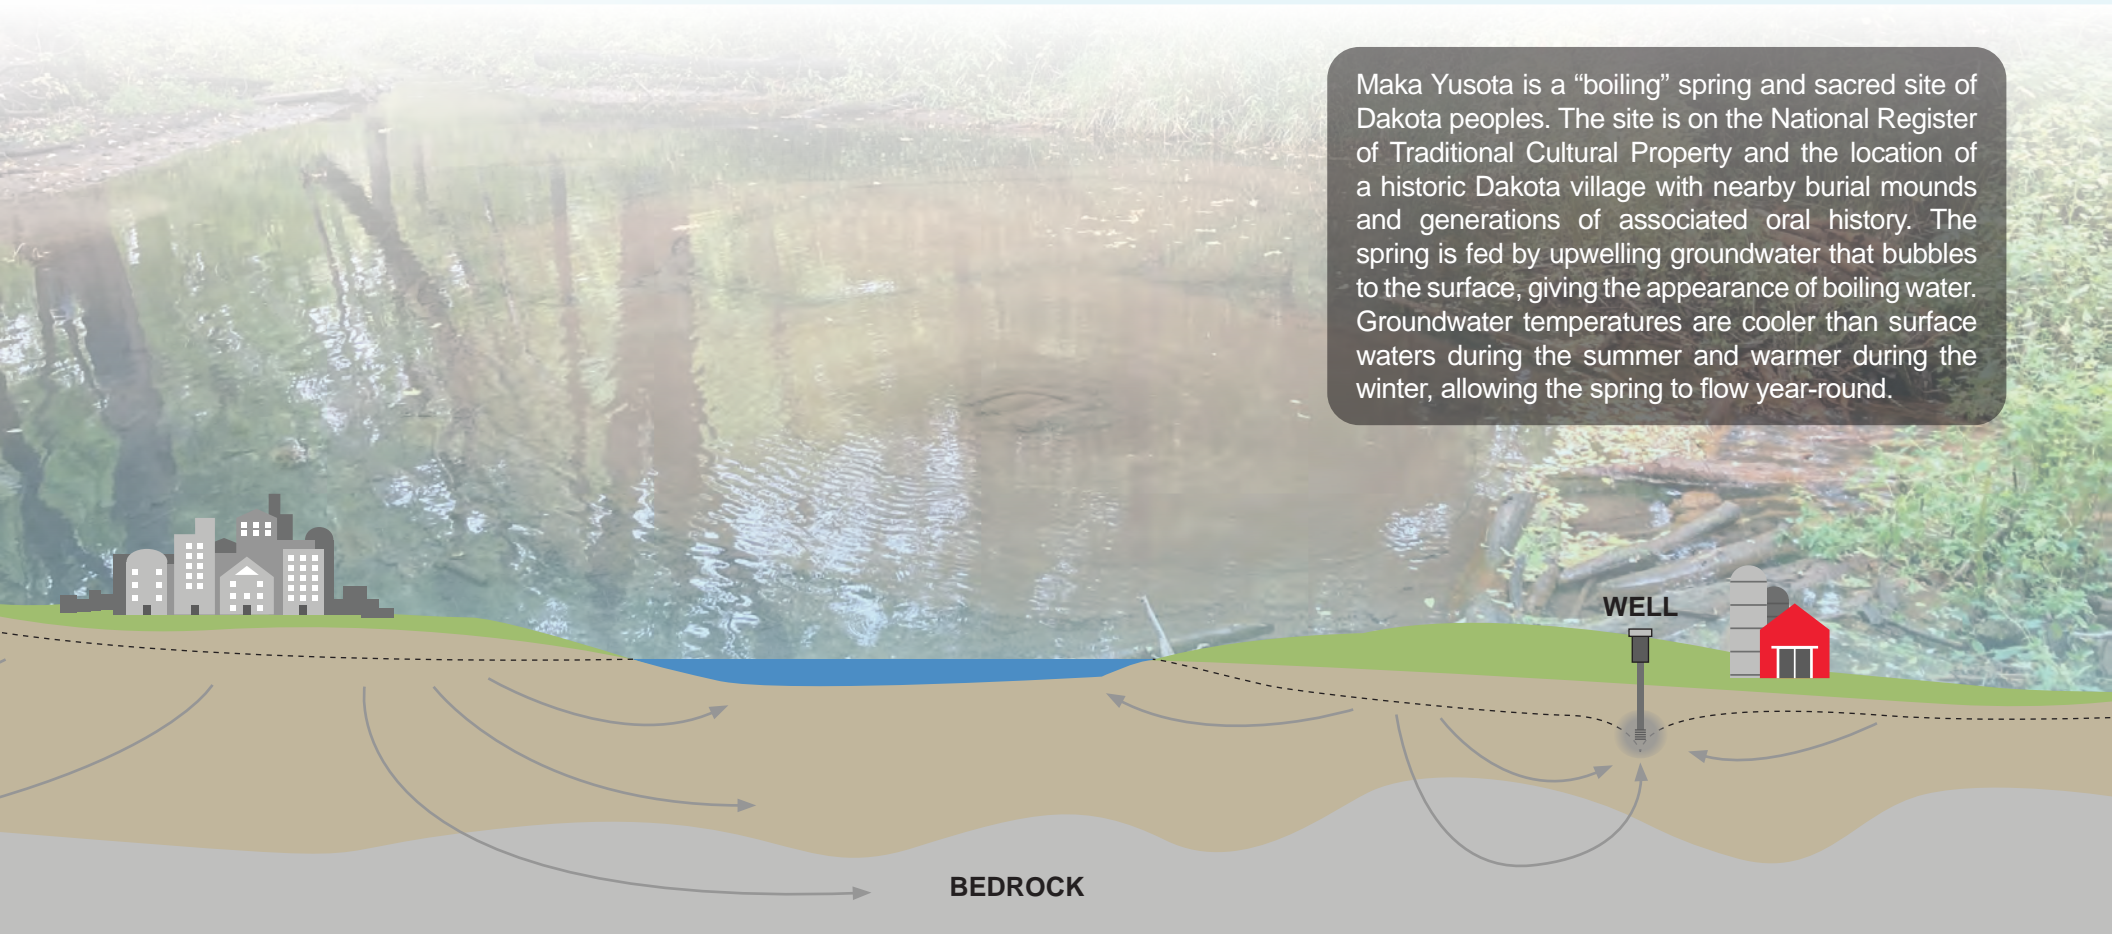 Maka Yusota is a “boiling” spring and sacred site of
Dakota peoples. The site is on the National Register
of Traditional Cultural Property and the location of
a historic Dakota village with nearby burial mounds
and generations of associated oral history. The
spring is fed by upwelling groundwater that bubbles
to the surface, giving the appearance of boiling water.
Groundwater temperatures are cooler than surface
waters during the summer and warmer during the
winter, allowing the spring to flow year-round.
WELL
BEDROCK